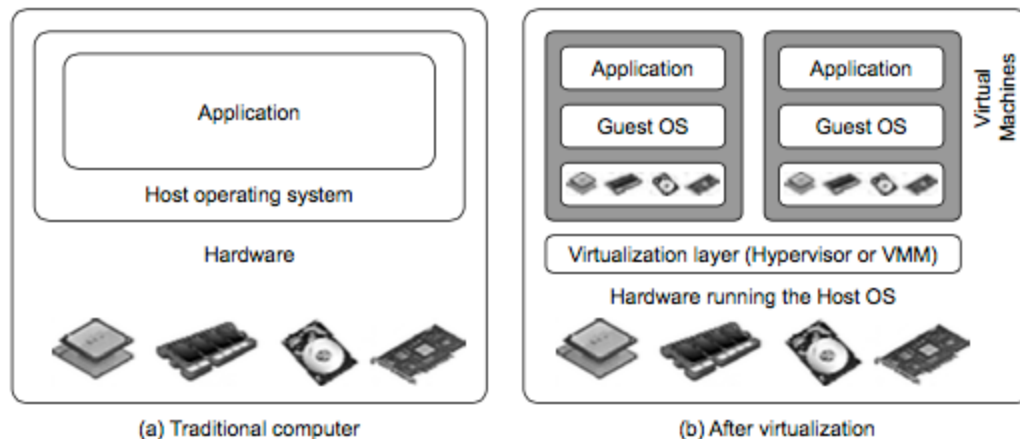 Application
Host operating system
Hardware
(a) Traditional computer
Application
Guest OS
Application
Guest OS
Virtual
Machines
Virtualization layer (Hypervisor or VMM)
Hardware running the Host OS
(b) After virtualization